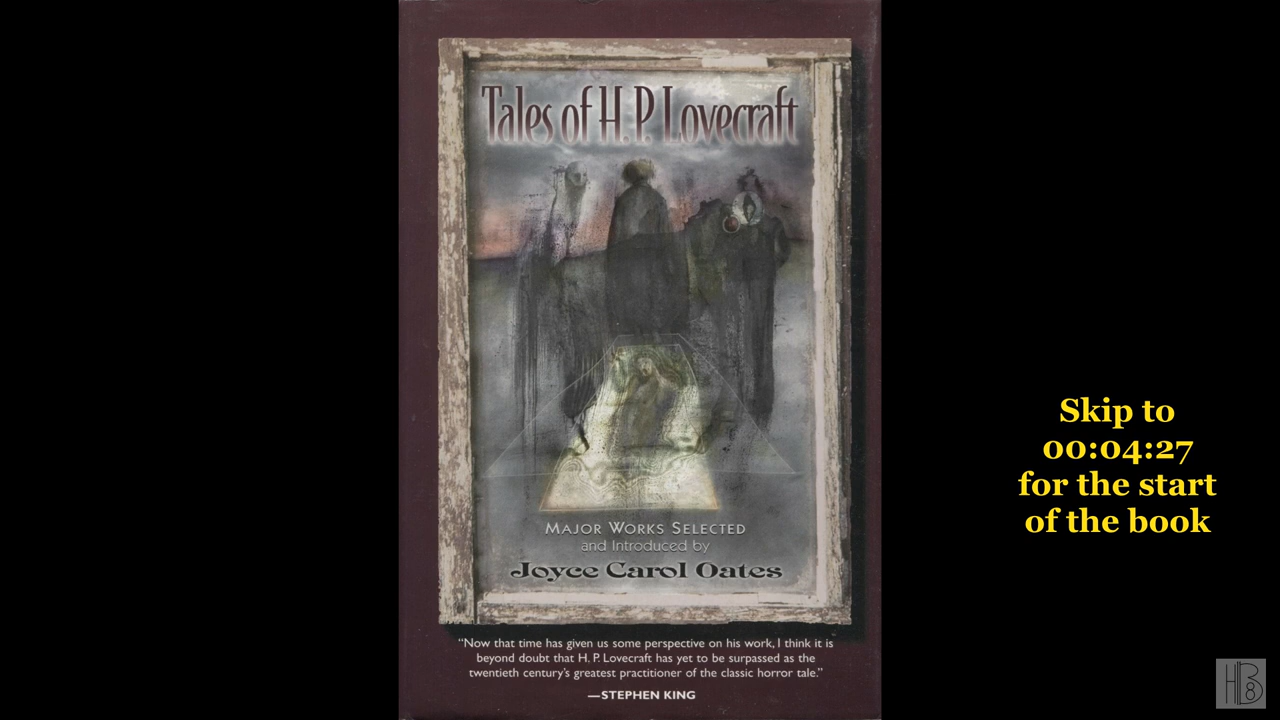 Tales of H. P. Lovecraft
Major Works Selected
and Introduced by
Joyce Carol Oates
“Now that time has given us some perspective on his work, I think it is
beyond doubt that H. P. Lovecraft has yet to be surpassed as the
twentieth century’s greatest practitioner of the classic horror tale.”
—STEPHEN KING
Skip to
00:04:27
for the start
of the book